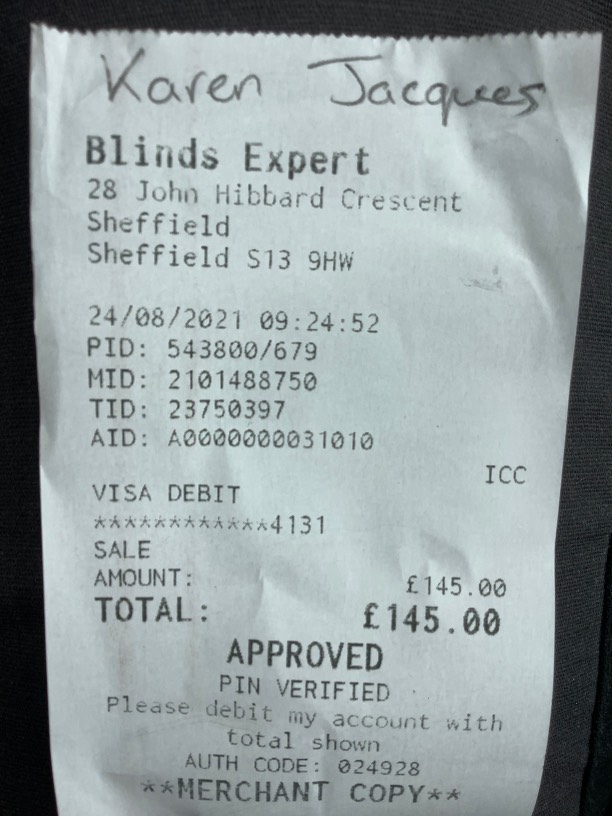 Karen Jacques
Blinds Expert
28 John Hibbard Crescent
Sheffield
Sheffield S13 9HW
24/08/2021 09:24:52
PID: 543800/679
MID: 2101488750
TID: 23750397
AID: A0000000031010
ICC
VISA DEBIT
************4131
SALE
AMOUNT: £145.00
TOTAL: £145.00
APPROVED
PIN VERIFIED
Please debit my account with
total shown
AUTH CODE: 024928
**MERCHANT COPY**